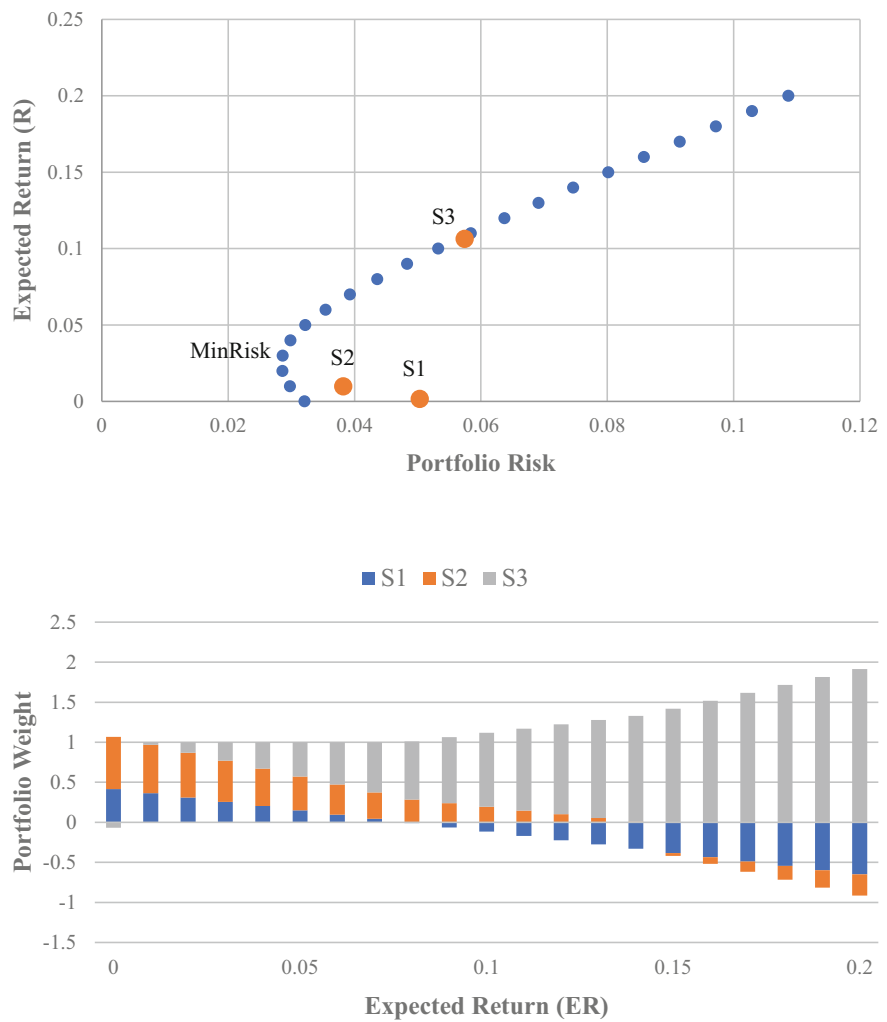 0.25
0.2
0.15
0.1
0.05
0
Expected Return (R)
S3
MinRisk
S2
S1
0 0.02 0.04 0.06 0.08 0.1 0.12
Portfolio Risk
S1 S2 S3
2.5
2
1.5
1
0.5
0
-0.5
-1
-1.5
Portfolio Weight
0 0.05 0.1 0.15 0.2
Expected Return (ER)